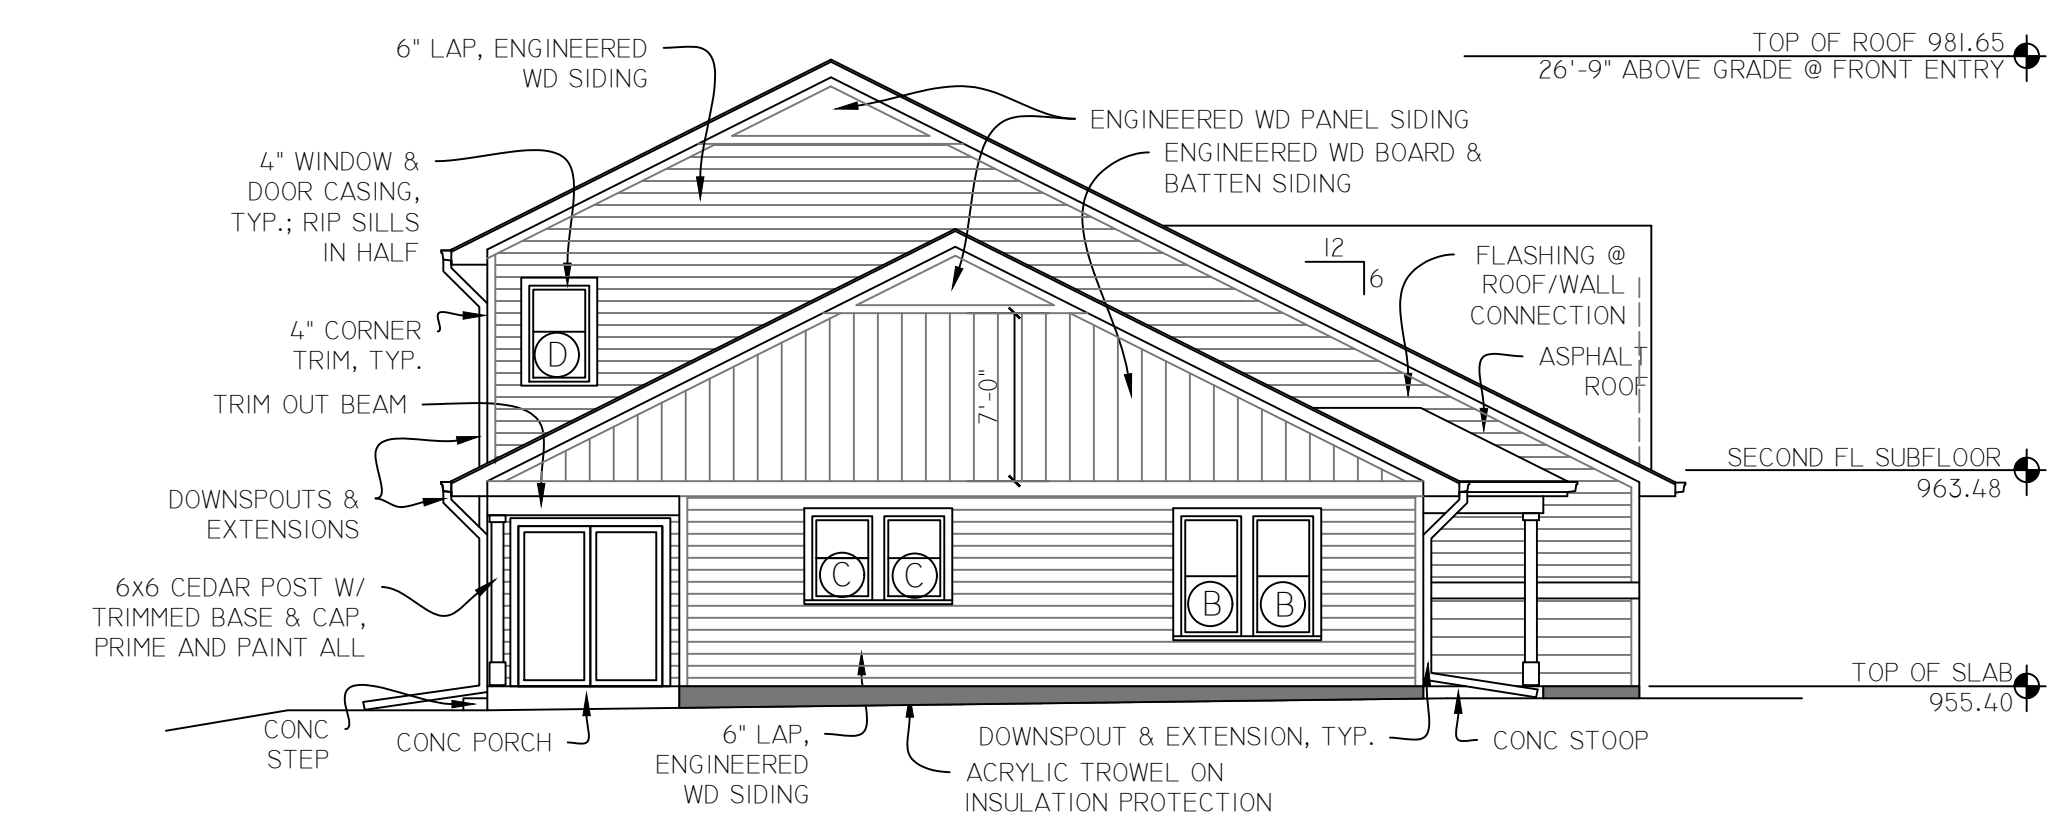 6" LAP, ENGINEERED
WD SIDING
TOP OF ROOF 981.65
26'-9" ABOVE GRADE @ FRONT ENTRY
ENGINEERED WD PANEL SIDING
ENGINEERED WD BOARD &
BATTEN SIDING
4" WINDOW &
DOOR CASING,
TYP.; RIP SILLS
IN HALF
12
6
FLASHING @
ROOF/WALL
CONNECTION
4" CORNER
TRIM, TYP.
D
ASPHALT
ROOF
7'-0"
TRIM OUT BEAM
SECOND FL SUBFLOOR
963.48
DOWNSPOUTS &
EXTENSIONS
6x6 CEDAR POST W/
TRIMMED BASE & CAP,
PRIME AND PAINT ALL
C
C
B
B
TOP OF SLAB
955.40
CONC
STEP
CONC PORCH
6" LAP,
ENGINEERED
WD SIDING
DOWNSPOUT & EXTENSION, TYP.
CONC STOOP
ACRYLIC TROWEL ON
INSULATION PROTECTION